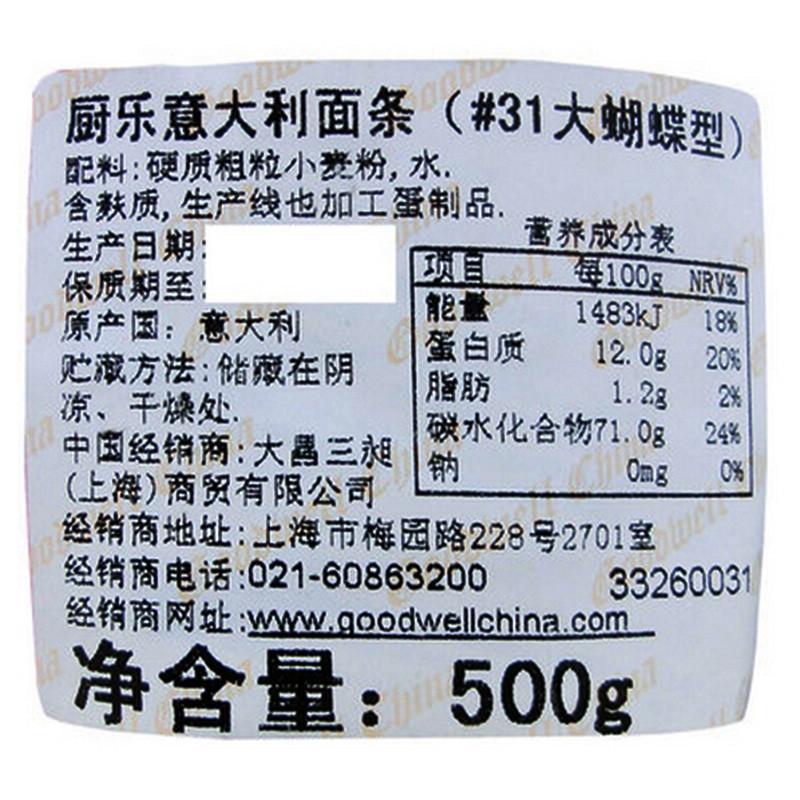 厨乐意大利面条（#31大蝴蝶型）
配料:硬质粗粒小麦粉,水.
含麸质,生产线也加工蛋制品.
生产日期:
保质期至:
原产国：意大利
贮藏方法:储藏在阴
凉、干燥处.
中国经销商:大昌三昶
(上海)商贸有限公司
营养成分表
项目 每100g NRV%
能量 1483kJ 18%
蛋白质 12.0g 20%
脂肪 1.2g 2%
碳水化合物71.0g 24%
钠 0mg 0%
经销商地址:上海市梅园路228号2701室
经销商电话:021-60863200
33260031
经销商网址:www.goodwellchina.com
净含量：500g